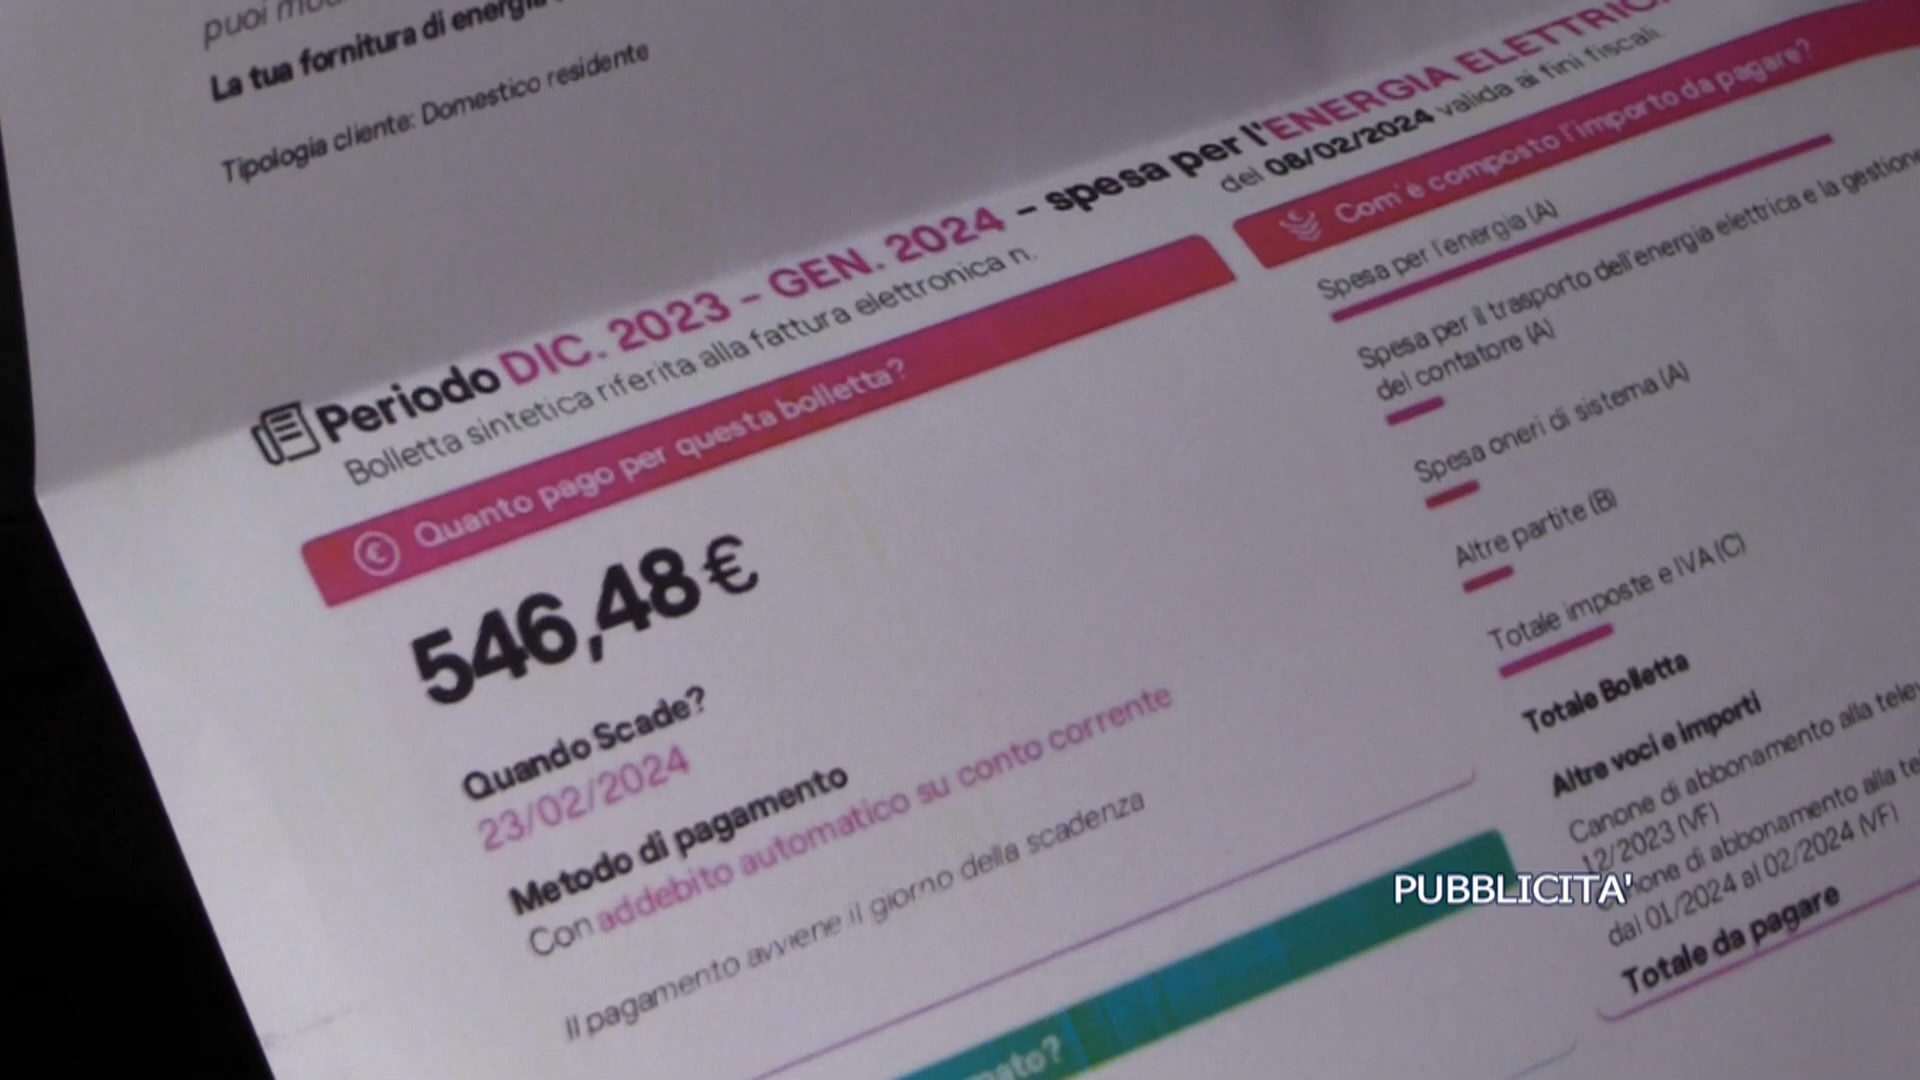 puoi
La tua fornitura di energia
Tipologia cliente: Domestico residente
Periodo DIC. 2023 - GEN. 2024 - spesa per l'ENERGIA ELETTRICA
Bolletta sintetica riferita alla fattura elettronica n.
del 08/02/2024 valida ai fini fiscali.
€ Quanto pago per questa bolletta?
546,48 €
Quando Scade?
23/02/2024
Metodo di pagamento
Con addebito automatico su conto corrente
Il pagamento avviene il giorno della scadenza
Com'è composto l'importo da pagare?
Spesa per l'energia (A)
Spesa per il trasporto dell'energia elettrica e la gestione
del contatore (A)
Spesa oneri di sistema (A)
Altre partite (B)
Totale imposte e IVA (C)
Totale Bolletta
Altre voci e importi
Canone di abbonamento alla
12/2023 (VF)
di abbonamento alla
dal 01/2024 al 02/2024 (VF)
Totale da pagare
PUBBLICITA'